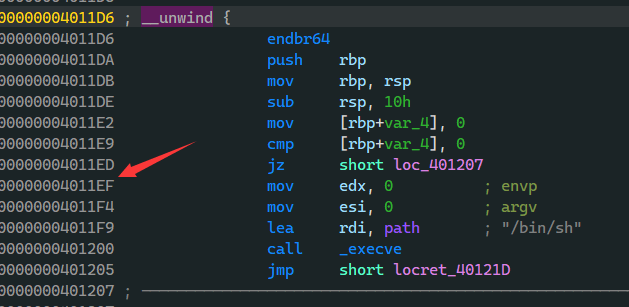 00000004011D6 ; __unwind {
00000004011D6 endbr64
00000004011DA push rbp
00000004011DB mov rbp, rsp
00000004011DE sub rsp, 10h
00000004011E2 mov [rbp+var_4], 0
00000004011E9 cmp [rbp+var_4], 0
00000004011ED jz short loc_401207
00000004011EF mov edx, 0 ; envp
00000004011F4 mov esi, 0 ; argv
00000004011F9 lea rdi, path ; "/bin/sh"
0000000401200 call _execve
0000000401205 jmp short locret_40121D
0000000401207 ;